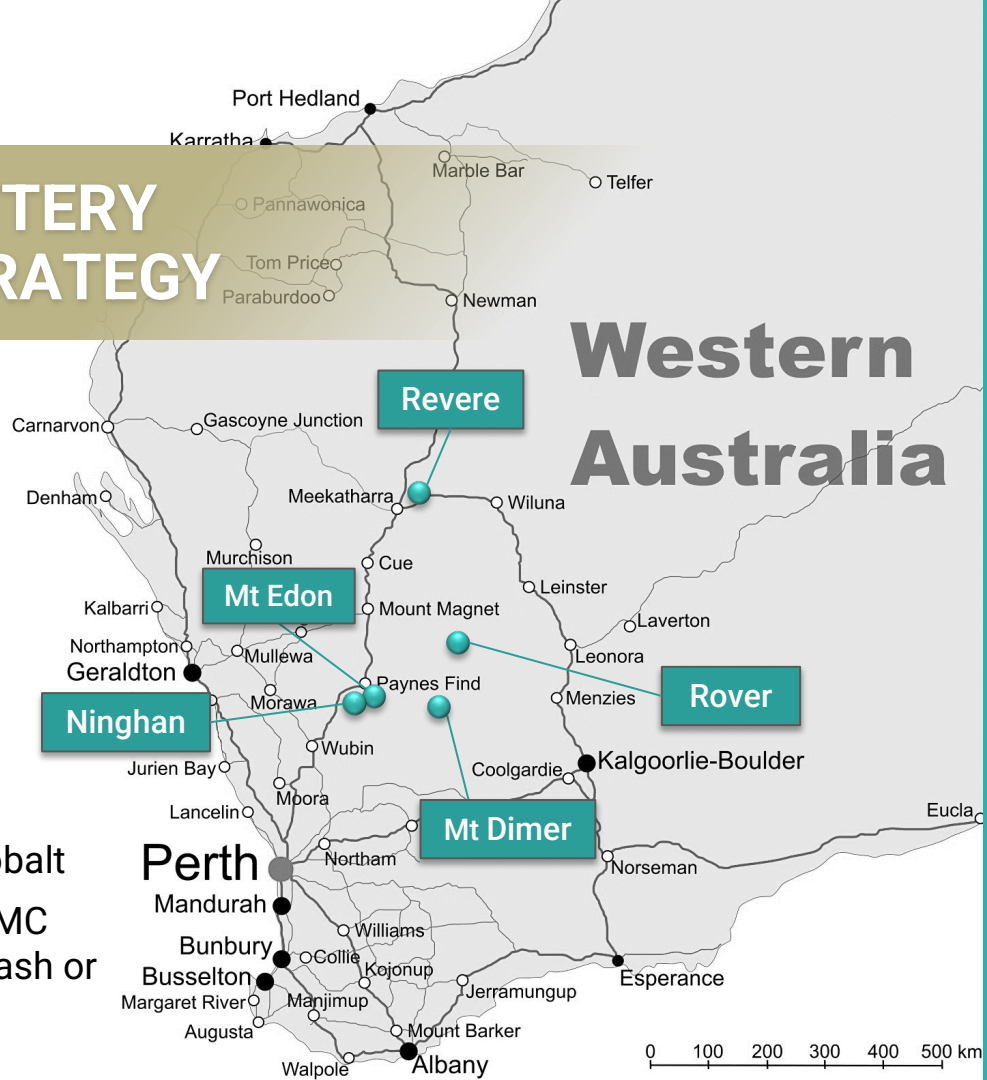 Port Hedland
Karratha
Marble Bar
Telfer
TERY
Pannawonica
RATEGY
Tom Price
Paraburdoo
Newman
Western
Australia
Revere
Carnarvon
Gascoyne Junction
Denham
Meekatharra
Wiluna
Murchison
Cue
Mt Edon
Leinster
Kalbarri
Mount Magnet
Laverton
Northampton
Mullewa
Leonora
Geraldton
Paynes Find
Rover
Morawa
Menzies
Ninghan
Wubin
Jurien Bay
Coolgardie
Kalgoorlie-Boulder
Moora
Lancelin
Mt Dimer
Eucla
Perth
Northam
Norseman
obalt
Mandurah
MC
Williams
Bunbury
Collie
ash or
Busselton
Kojonup
Esperance
Margaret River
Manjimup
Jerramungup
Augusta
Mount Barker
Walpole
Albany
0 100 200 300 400 500 km